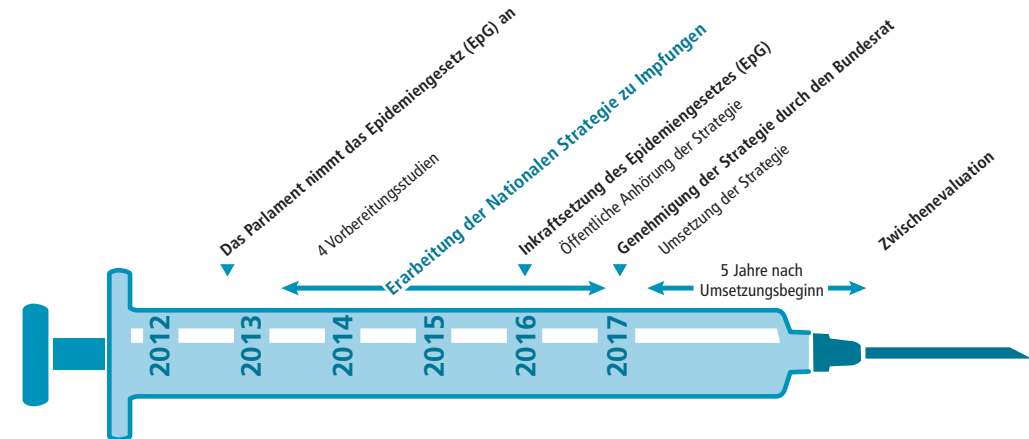 Das Parlament nimmt das Epidemiengesetz (EpG) an
4 Vorbereitungsstudien
Erarbeitung der Nationalen Strategie zu Impfungen
Inkraftsetzung des Epidemiengesetzes (EpG)
Öffentliche Anhörung der Strategie
Genehmigung der Strategie durch den Bundesrat
Umsetzung der Strategie
Zwischenevaluation
5 Jahre nach
Umsetzungsbeginn
2012
2013
2014
2015
2016
2017